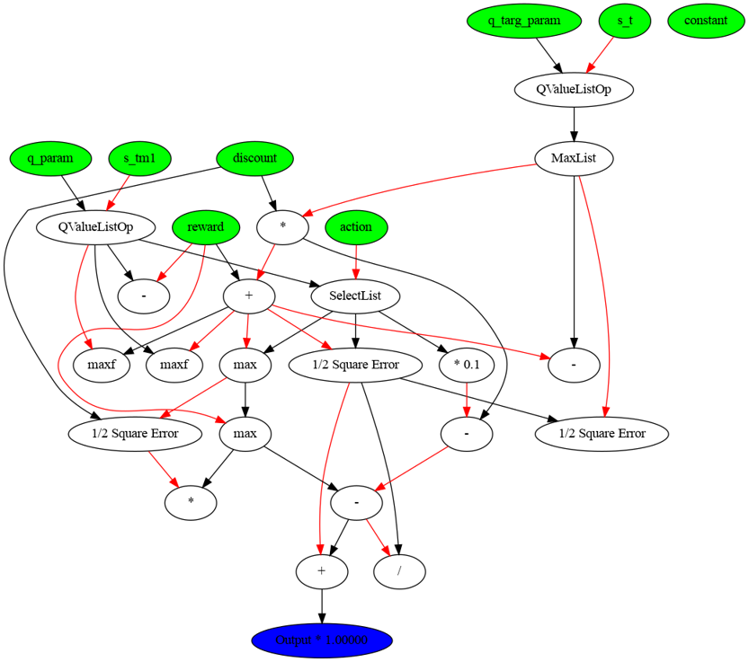 q_targ_param
s_t
constant
QValueListOp
q_param
s_tm1
discount
MaxList
QValueListOp
reward
*
action
-
+
SelectList
maxf
maxf
max
1/2 Square Error
* 0.1
-
1/2 Square Error
max
-
1/2 Square Error
*
-
+
/
Output * 1.00000